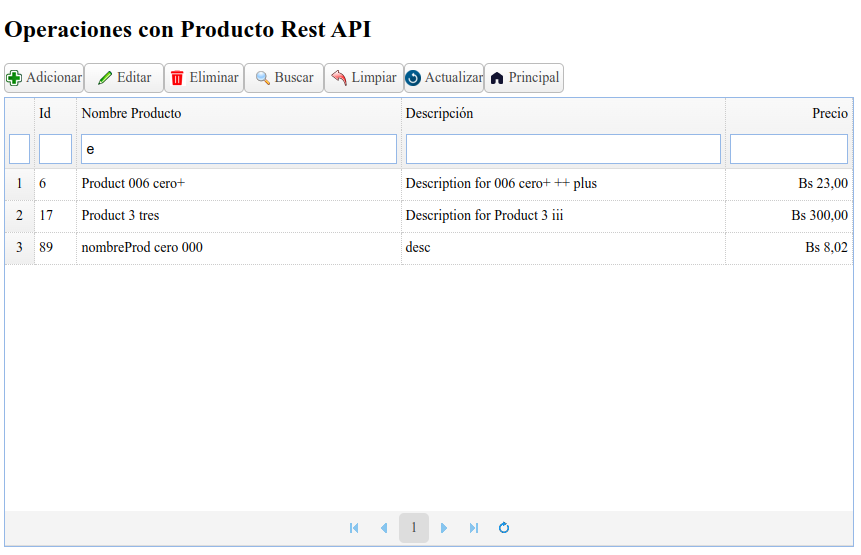 Operaciones con Producto Rest API
Adicionar Editar Eliminar Buscar Limpiar Actualizar Principal
Id Nombre Producto Descripción Precio
e
1 6 Product 006 cero+ Description for 006 cero+ ++ plus Bs 23,00
2 17 Product 3 tres Description for Product 3 iii Bs 300,00
3 89 nombreProd cero 000 desc Bs 8,02
1